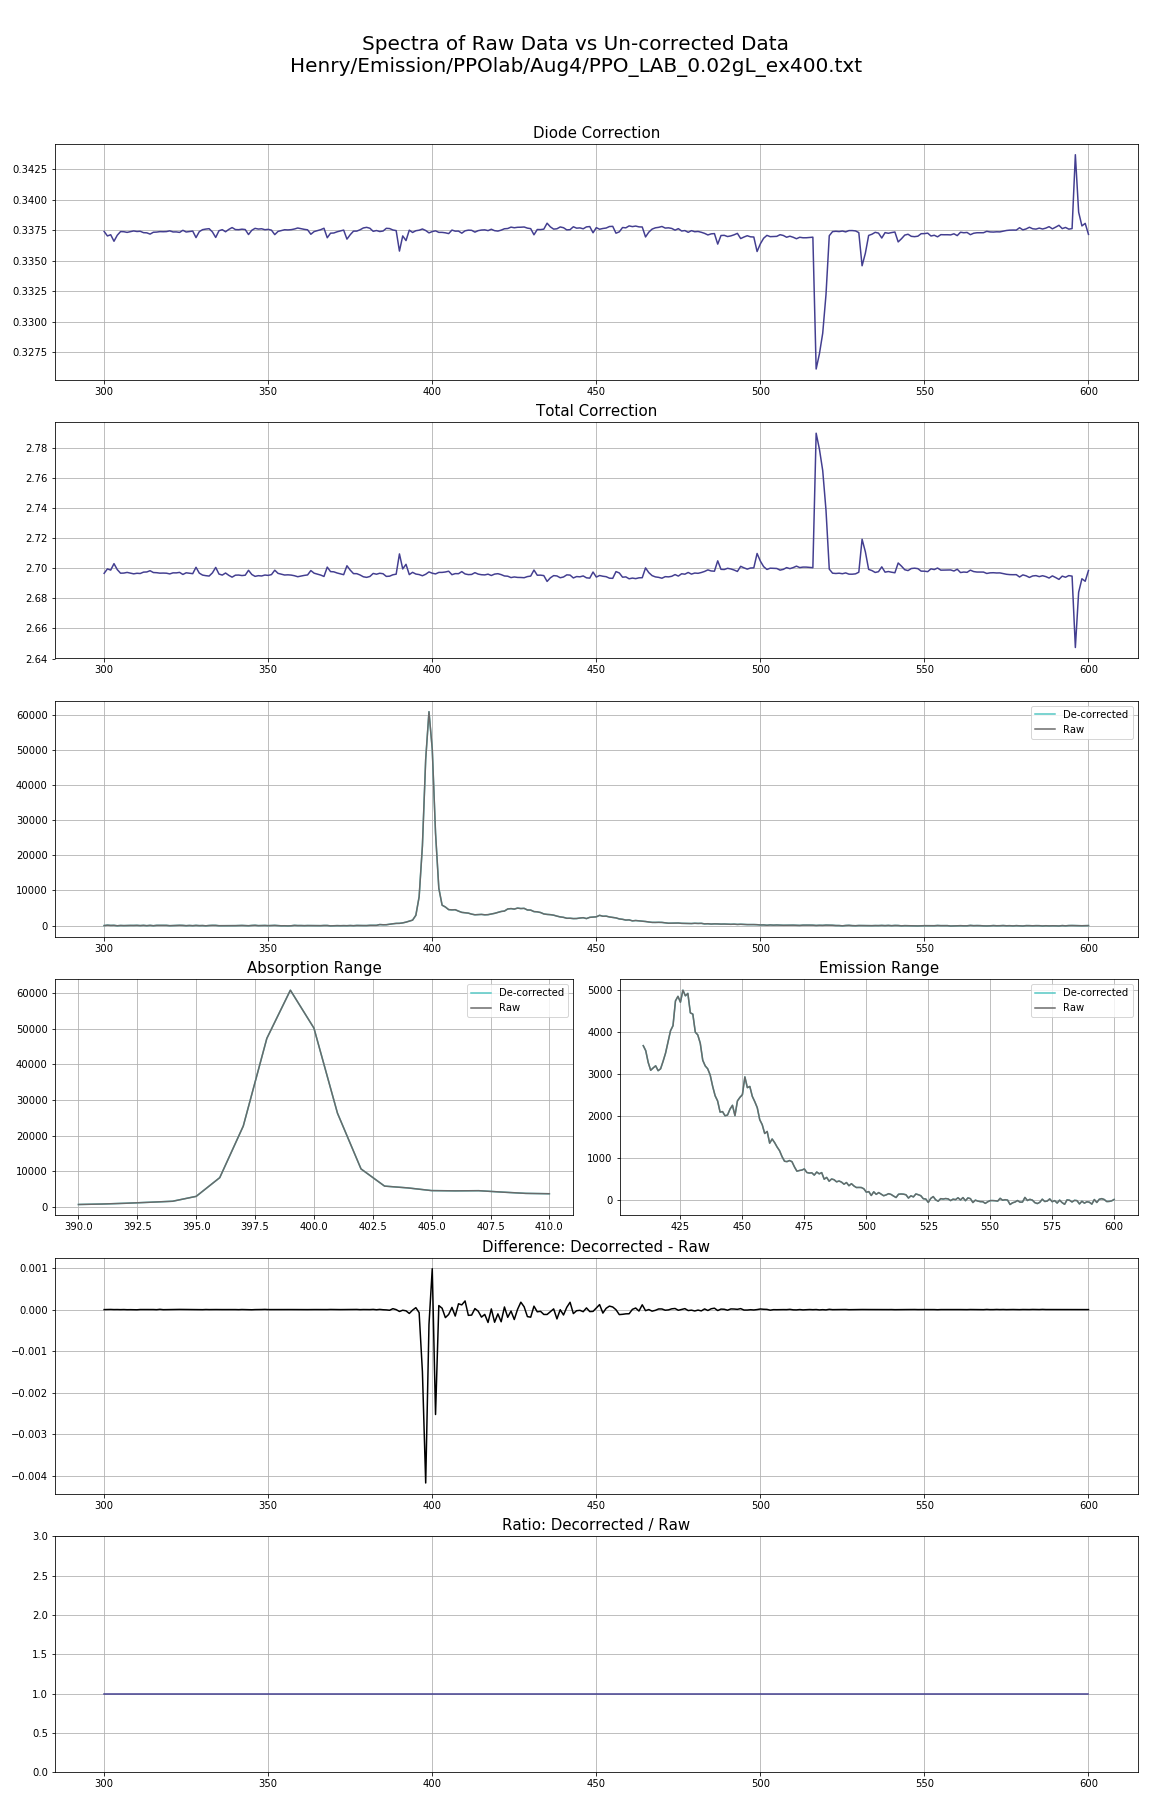 Spectra of Raw Data vs Un-corrected Data
Henry/Emission/PPOlab/Aug4/PPO_LAB_0.02gL_ex400.txt
Diode Correction
0.3425
0.3400
0.3375
0.3350
0.3325
0.3300
0.3275
300 350 400 450 500 550 600
Total Correction
2.78
2.76
2.74
2.72
2.70
2.68
2.66
2.64
300 350 400 450 500 550 600
60000
50000
40000
30000
20000
10000
0
De-corrected
Raw
300 350 400 450 500 550 600
Absorption Range
60000
50000
40000
30000
20000
10000
0
De-corrected
Raw
390.0 392.5 395.0 397.5 400.0 402.5 405.0 407.5 410.0
Emission Range
5000
4000
3000
2000
1000
0
De-corrected
Raw
425 450 475 500 525 550 575 600
Difference: Decorrected - Raw
0.001
0.000
−0.001
−0.002
−0.003
−0.004
300 350 400 450 500 550 600
Ratio: Decorrected / Raw
3.0
2.5
2.0
1.5
1.0
0.5
0.0
300 350 400 450 500 550 600